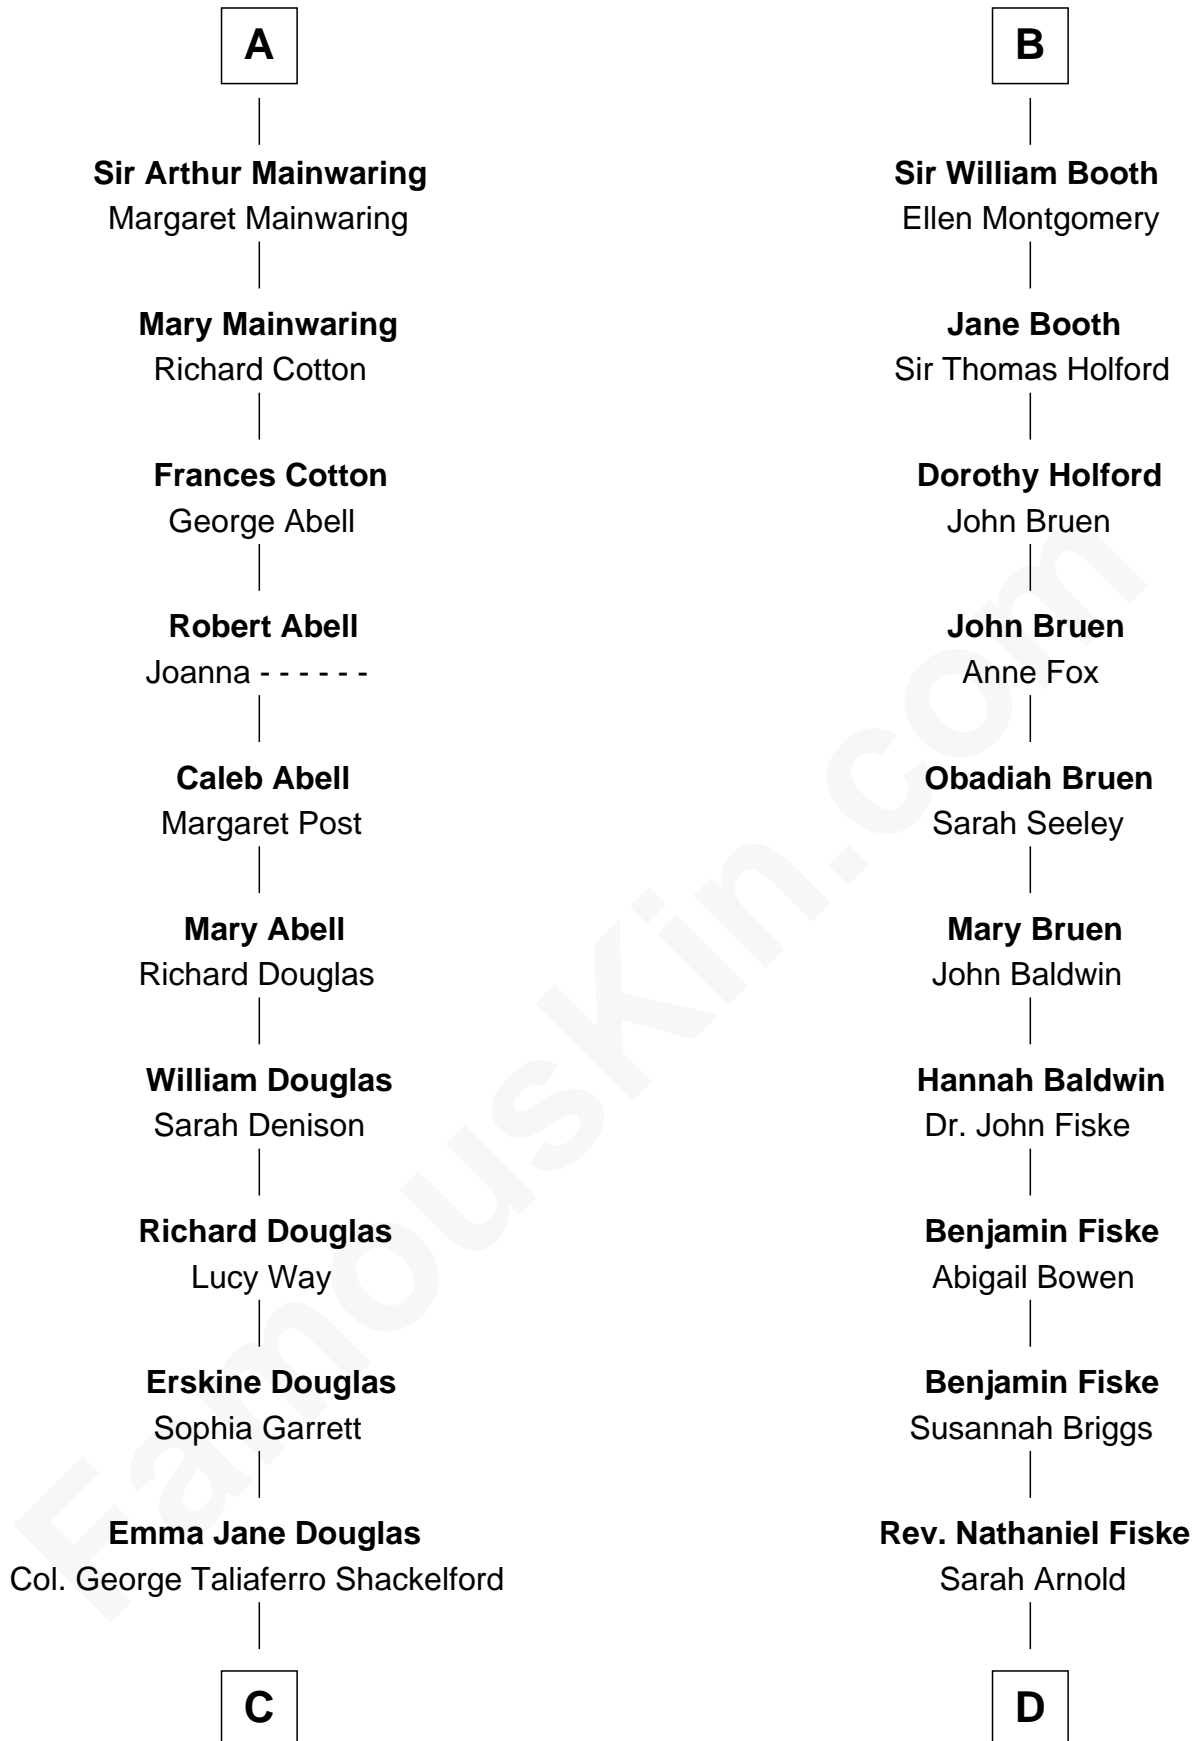 A
Sir Arthur Mainwaring
Margaret Mainwaring
Mary Mainwaring
Richard Cotton
Frances Cotton
George Abell
Robert Abell
Joanna - - - - - -
Caleb Abell
Margaret Post
Mary Abell
Richard Douglas
William Douglas
Sarah Denison
Richard Douglas
Lucy Way
Erskine Douglas
Sophia Garrett
Emma Jane Douglas
Col. George Taliaferro Shackelford
C
B
Sir William Booth
Ellen Montgomery
Jane Booth
Sir Thomas Holford
Dorothy Holford
John Bruen
John Bruen
Anne Fox
Obadiah Bruen
Sarah Seeley
Mary Bruen
John Baldwin
Hannah Baldwin
Dr. John Fiske
Benjamin Fiske
Abigail Bowen
Benjamin Fiske
Susannah Briggs
Rev. Nathaniel Fiske
Sarah Arnold
D
FamousKin.com